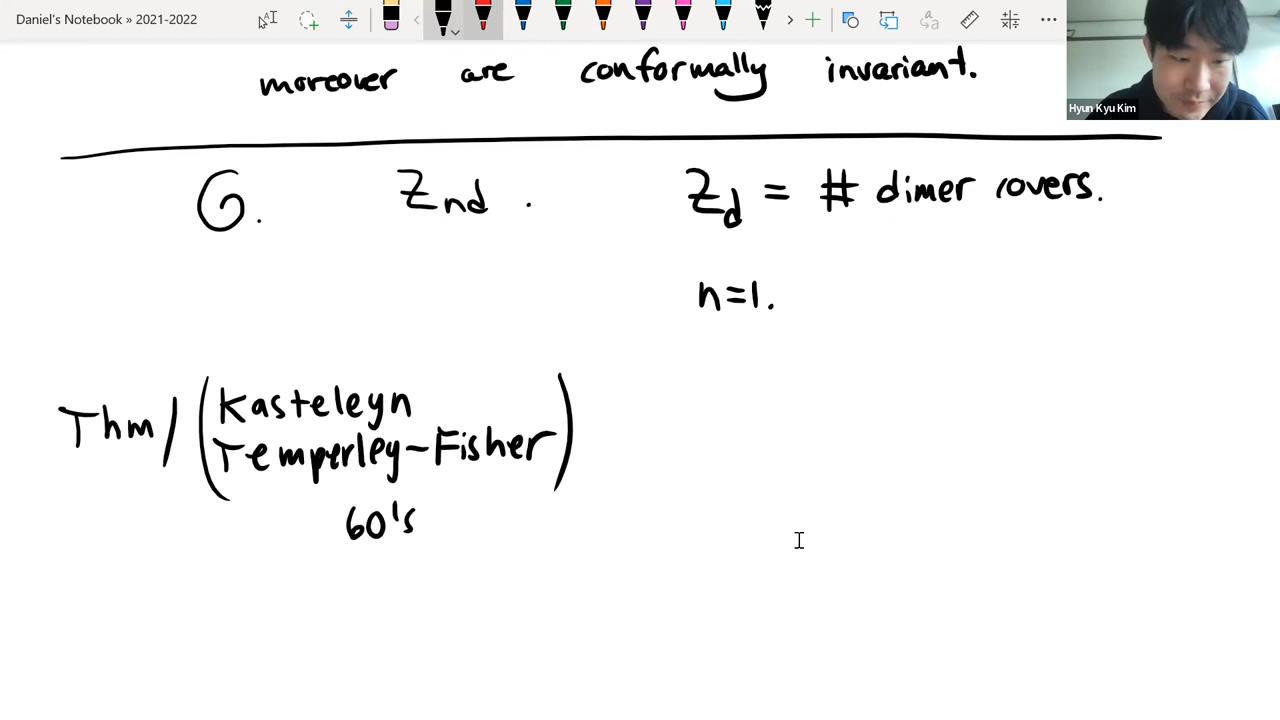 Daniel's Notebook » 2021-2022
moreover are conformally invariant.
Hyun Kyu Kim
G. Znd . Zd = # dimer covers.
n=1.
Thm / (Kasteleyn
Temperley-Fisher)
60's